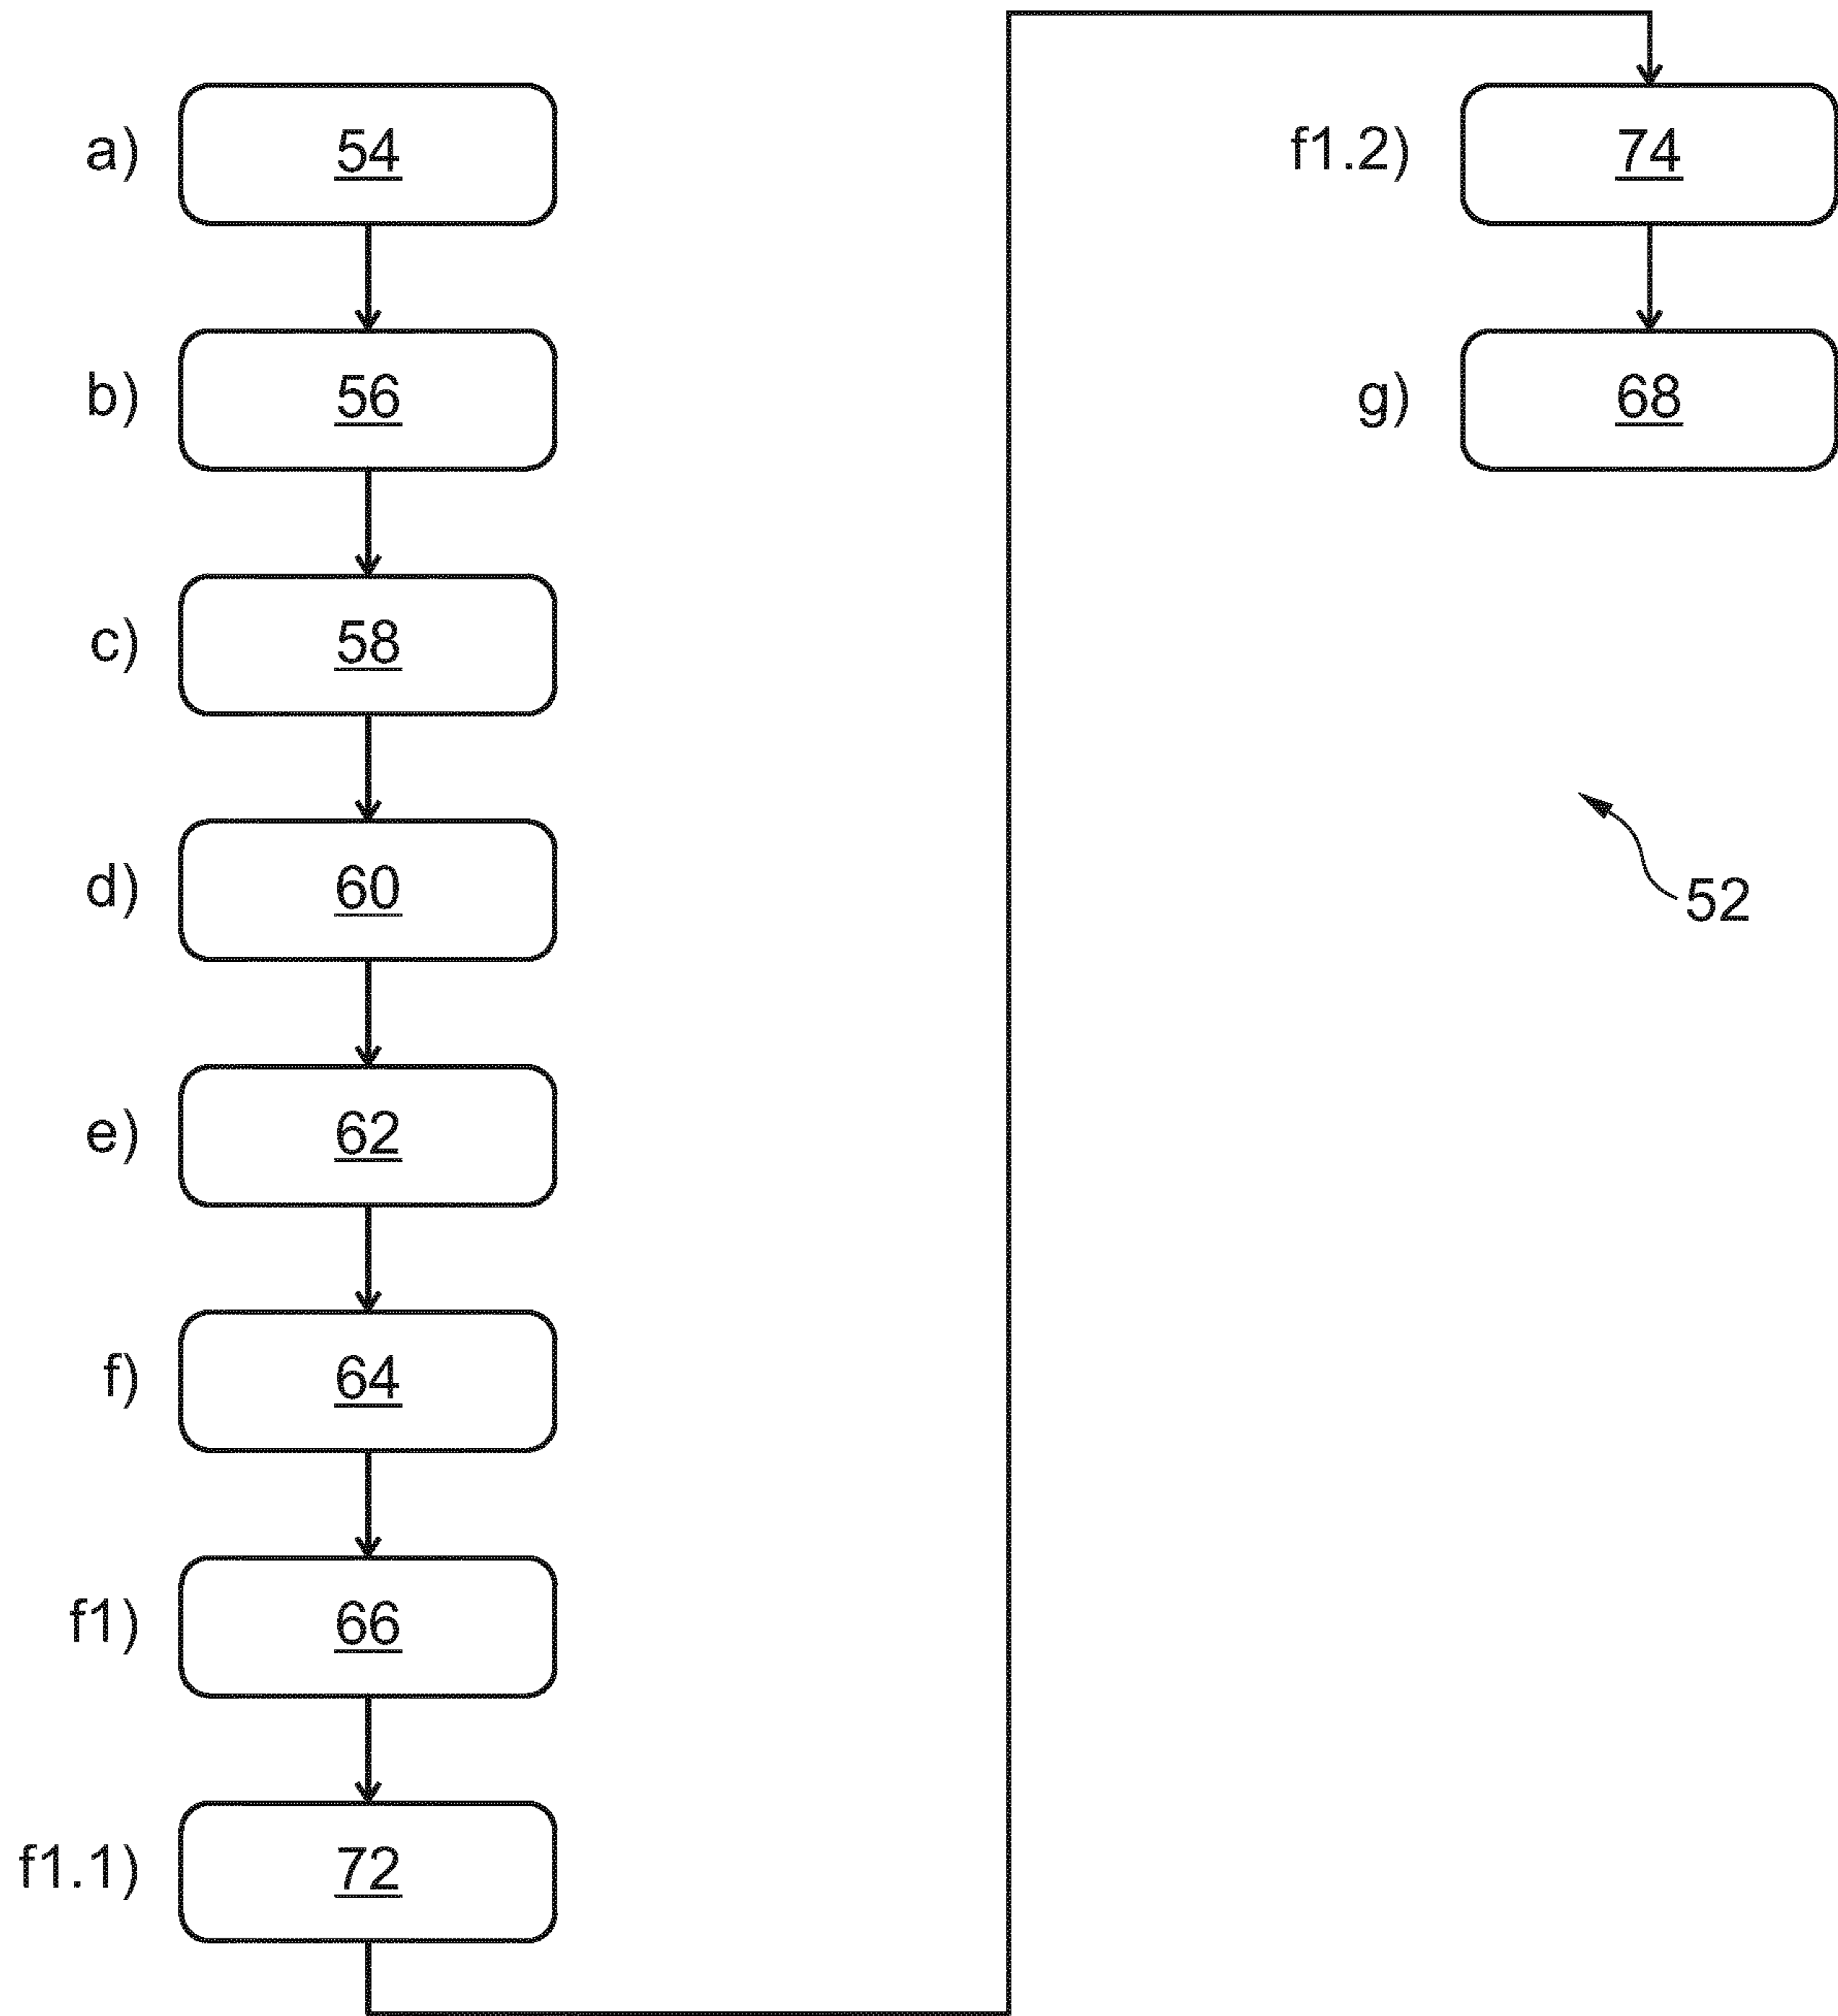 a) 54
b) 56
c) 58
d) 60
e) 62
f) 64
f1) 66
f1.1) 72
f1.2) 74
g) 68
52